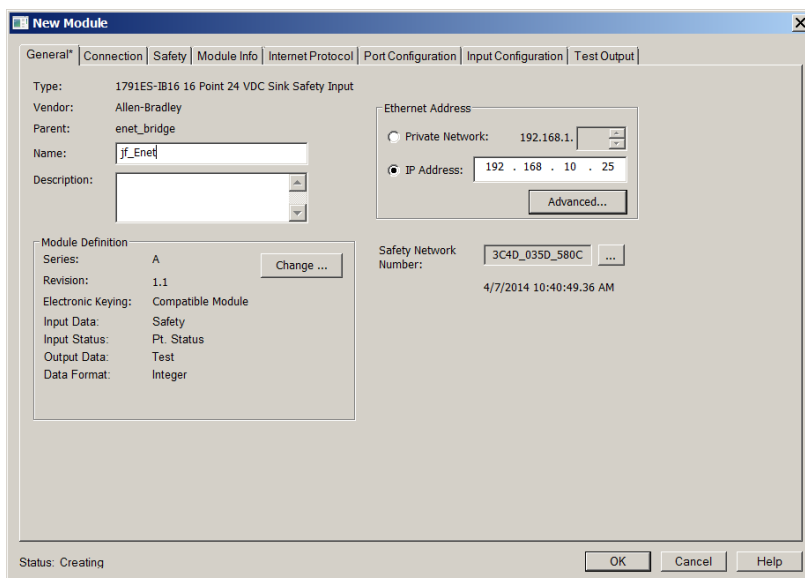 New Module
General* Connection Safety Module Info Internet Protocol Port Configuration Input Configuration Test Output
Type: 1791ES-IB16 16 Point 24 VDC Sink Safety Input
Vendor: Allen-Bradley
Parent: enet_bridge
Name: jf_Enet
Description:
Ethernet Address
Private Network: 192.168.1.
IP Address: 192 . 168 . 10 . 25
Advanced...
Module Definition
Series: A
Change ...
Revision: 1.1
Electronic Keying: Compatible Module
Input Data: Safety
Input Status: Pt. Status
Output Data: Test
Data Format: Integer
Safety Network
Number:
3C4D_035D_580C ...
4/7/2014 10:40:49.36 AM
Status: Creating
OK Cancel Help